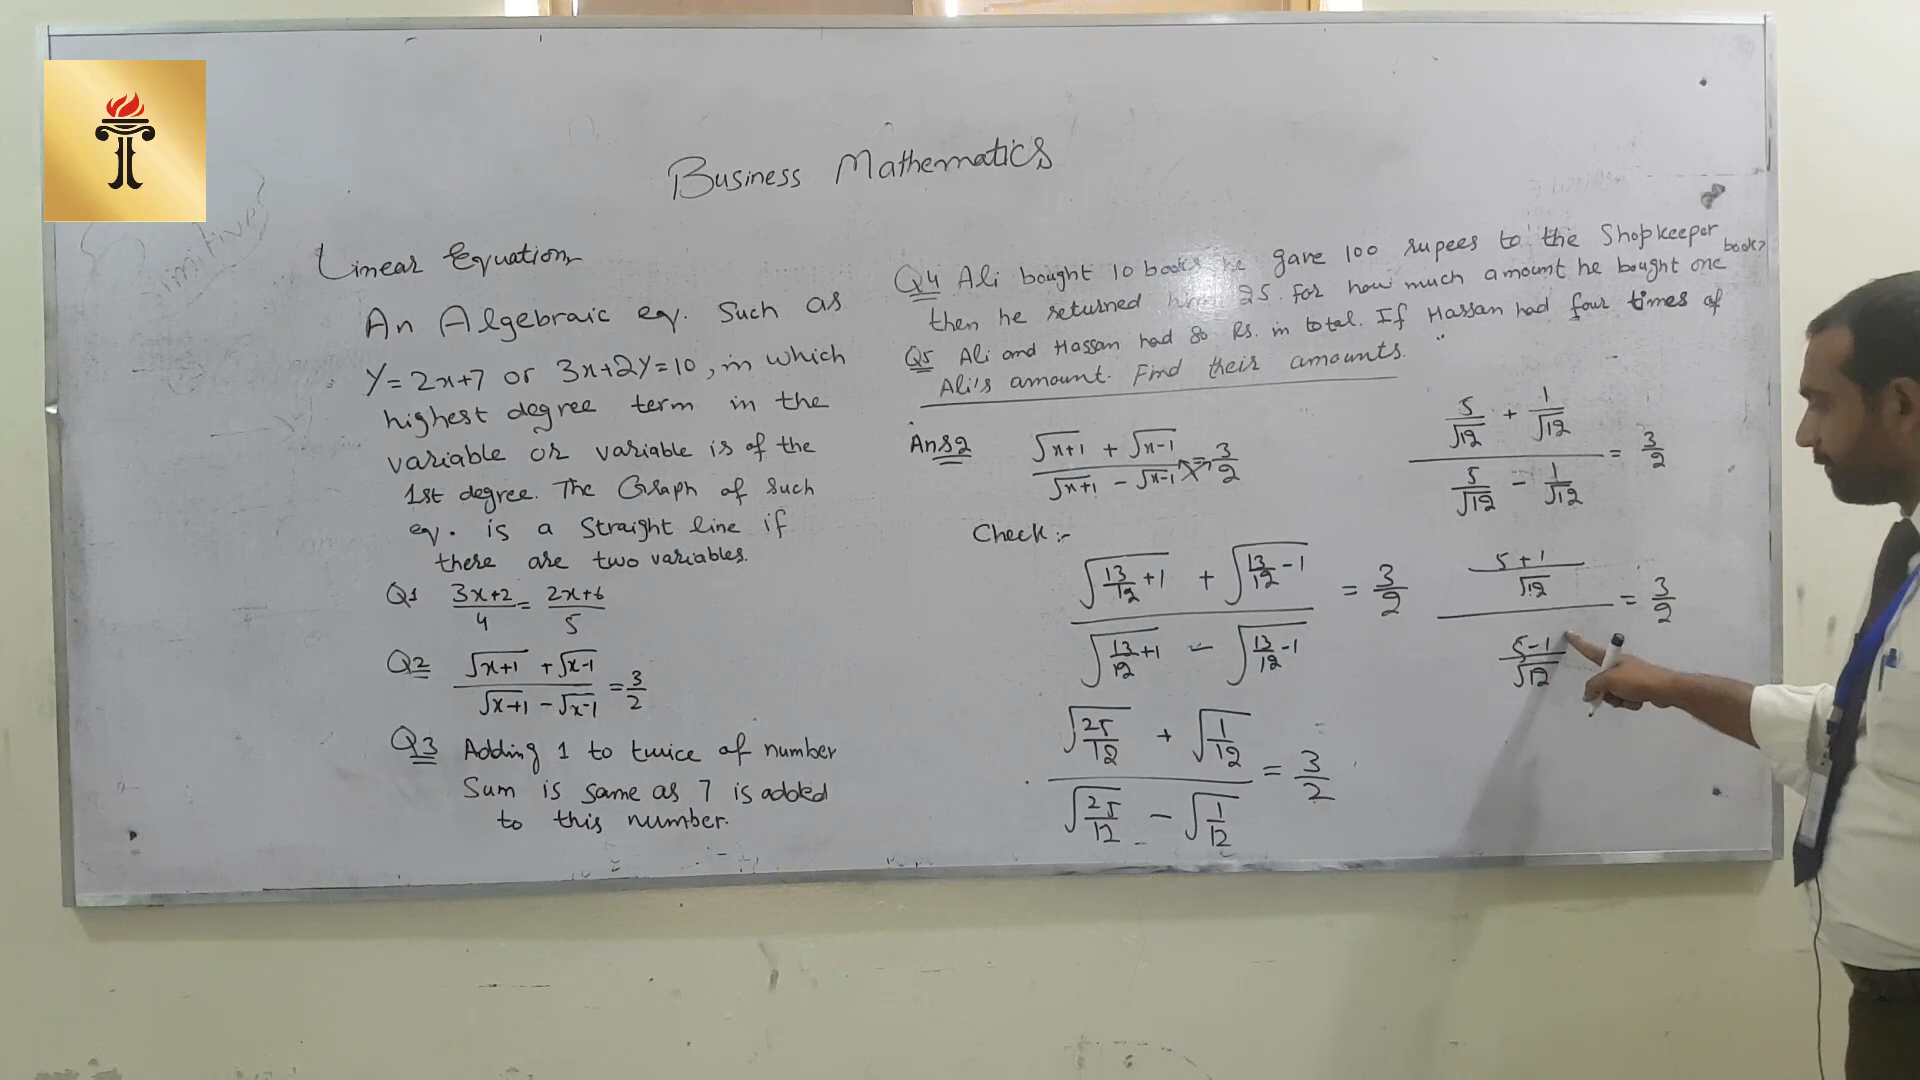 Business Mathematics
Linear Equation
An Algebraic eq. Such as
Y=2x+7 or 3x+2Y=10, in which
highest degree term in the
variable or variable is of the
1st degree. The Graph of such
eq. is a Straight line if
there are two variables.
Q1 (3x+2)/4 = (2x+6)/5
Q2 (√(x+1) + √(x-1))/(√(x+1) - √(x-1)) = 3/2
Q3 Adding 1 to twice of number
Sum is same as 7 is added
to this number.
Q4 Ali bought 10 books he gave 100 rupees to the Shopkeeper
then he returned 25. For how much amount he bought one book?
Q5 Ali and Hassan had 80 Rs. in total. If Hassan had four times of
Ali's amount. Find their amounts.
Ans2 (√(x+1) + √(x-1))/(√(x+1) - √(x-1)) = 3/2
Check:-
(√(13/12+1) + √(13/12-1))/(√(13/12+1) - √(13/12-1)) = 3/2
(√(25/12) + √(1/12))/(√(25/12) - √(1/12)) = 3/2
(5/√12 + 1/√12)/(5/√12 - 1/√12) = 3/2
((5+1)/√12)/((5-1)/√12) = 3/2